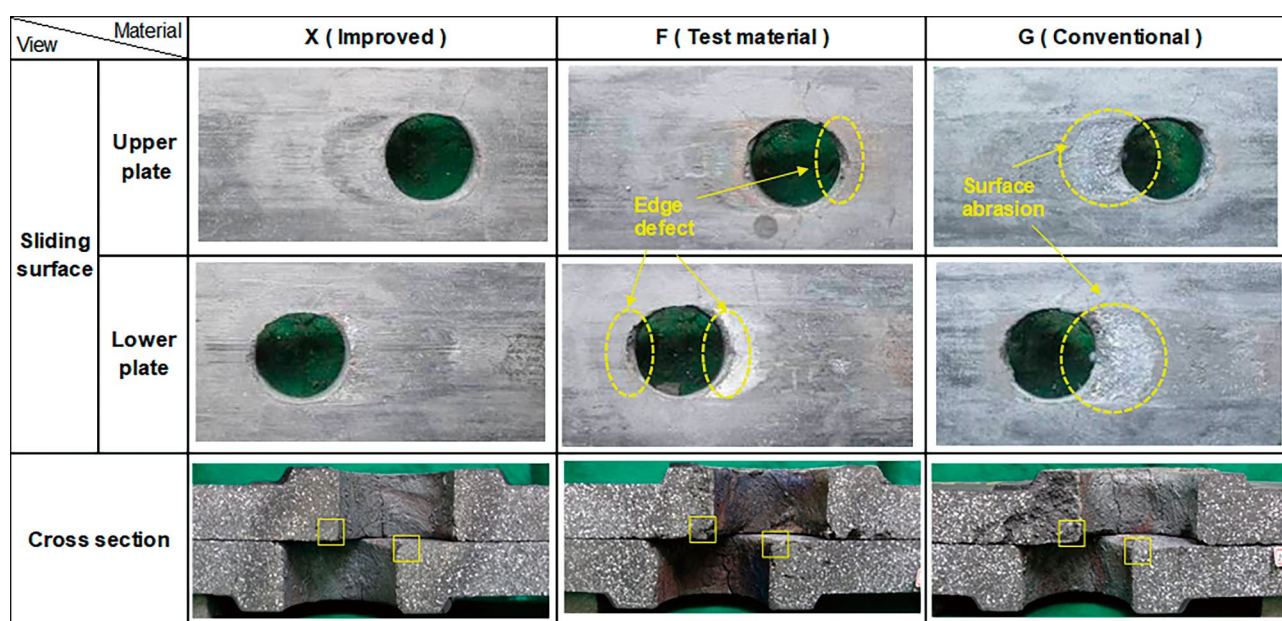 Material
View
X ( Improved )
F ( Test material )
G ( Conventional )
Sliding
surface
Upper
plate
Edge
defect
Surface
abrasion
Lower
plate
Cross section